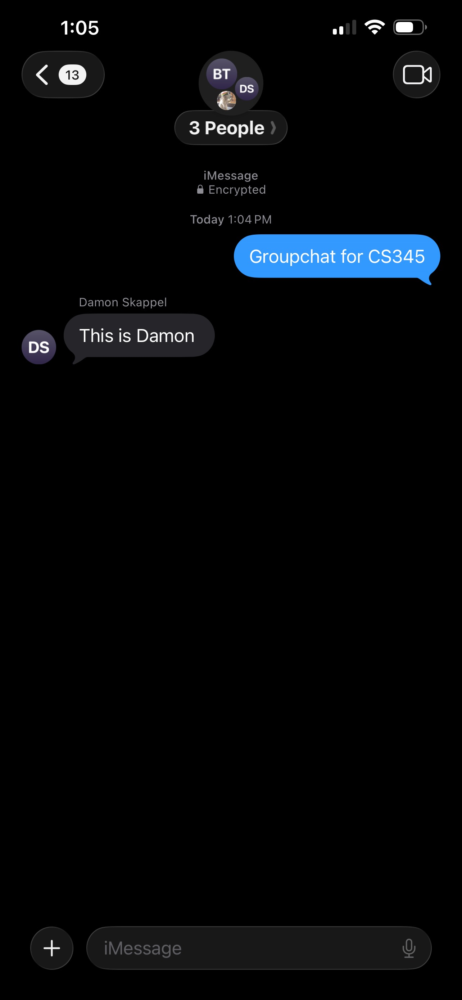 1:05
13
BT
DS
3 People
iMessage
Encrypted
Today 1:04 PM
Groupchat for CS345
Damon Skappel
This is Damon
DS
iMessage